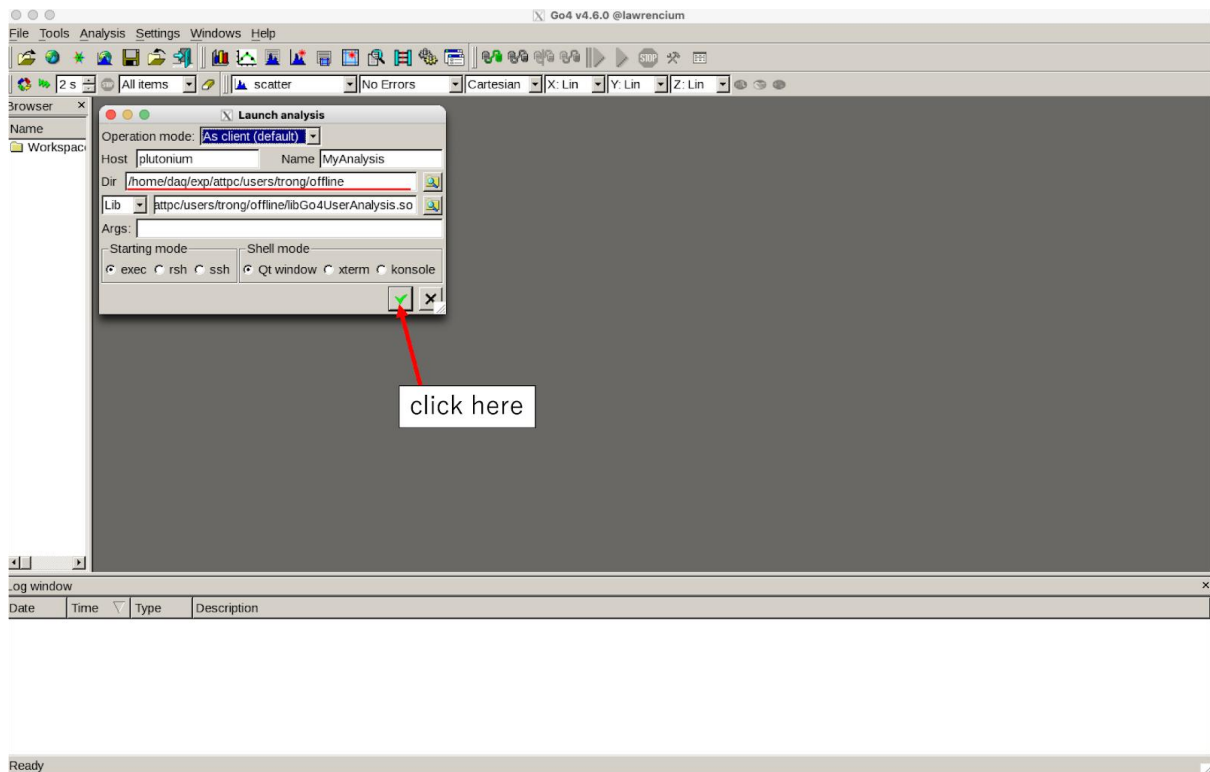 Go4 v4.6.0 @lawrencium
File Tools Analysis Settings Windows Help
2 s All items scatter No Errors Cartesian X: Lin Y: Lin Z: Lin
Browser
Name
Workspac
Launch analysis
Operation mode: As client (default)
Host plutonium Name MyAnalysis
Dir /home/daq/exp/attpc/users/trong/offline
Lib attpc/users/trong/offline/libGo4UserAnalysis.so
Args:
Starting mode Shell mode
exec rsh ssh Qt window xterm konsole
click here
Log window
Date Time Type Description
Ready